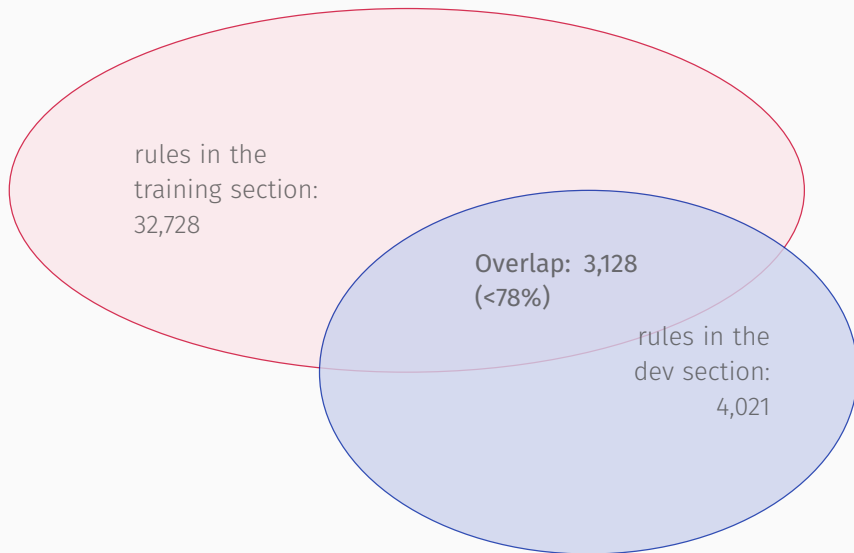 rules in the
training section:
32,728
Overlap: 3,128
(<78%)
rules in the
dev section:
4,021